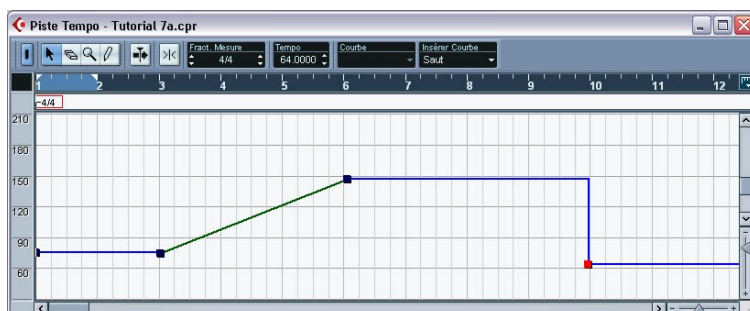 Piste Tempo - Tutorial 7a.cpr
Fract. Mesure
4/4
Tempo
64.0000
Courbe
Insérer Courbe
Saut
1 2 3 4 5 6 7 8 9 10 11 12
4/4
210
180
150
120
90
60